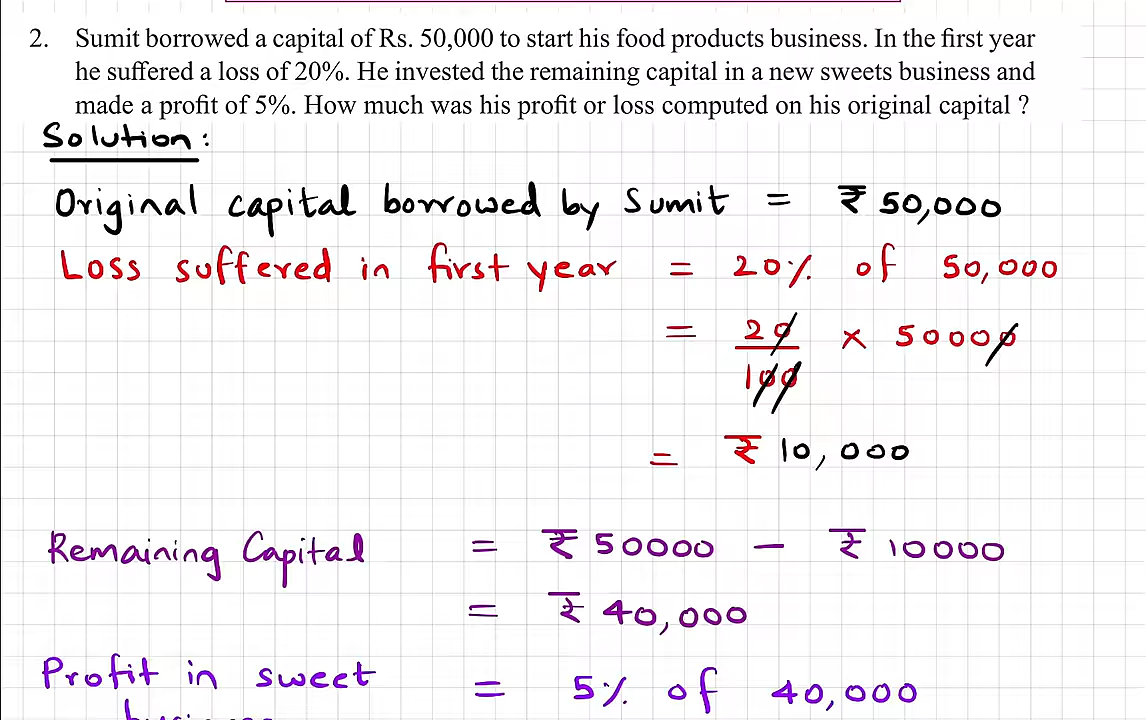 2. Sumit borrowed a capital of Rs. 50,000 to start his food products business. In the first year
he suffered a loss of 20%. He invested the remaining capital in a new sweets business and
made a profit of 5%. How much was his profit or loss computed on his original capital ?
Solution:
Original capital borrowed by Sumit = ₹ 50,000
Loss suffered in first year = 20% of 50,000
= 20/100 × 50000
= ₹ 10,000
Remaining Capital = ₹ 50000 − ₹ 10000
= ₹ 40,000
Profit in sweet = 5% of 40,000